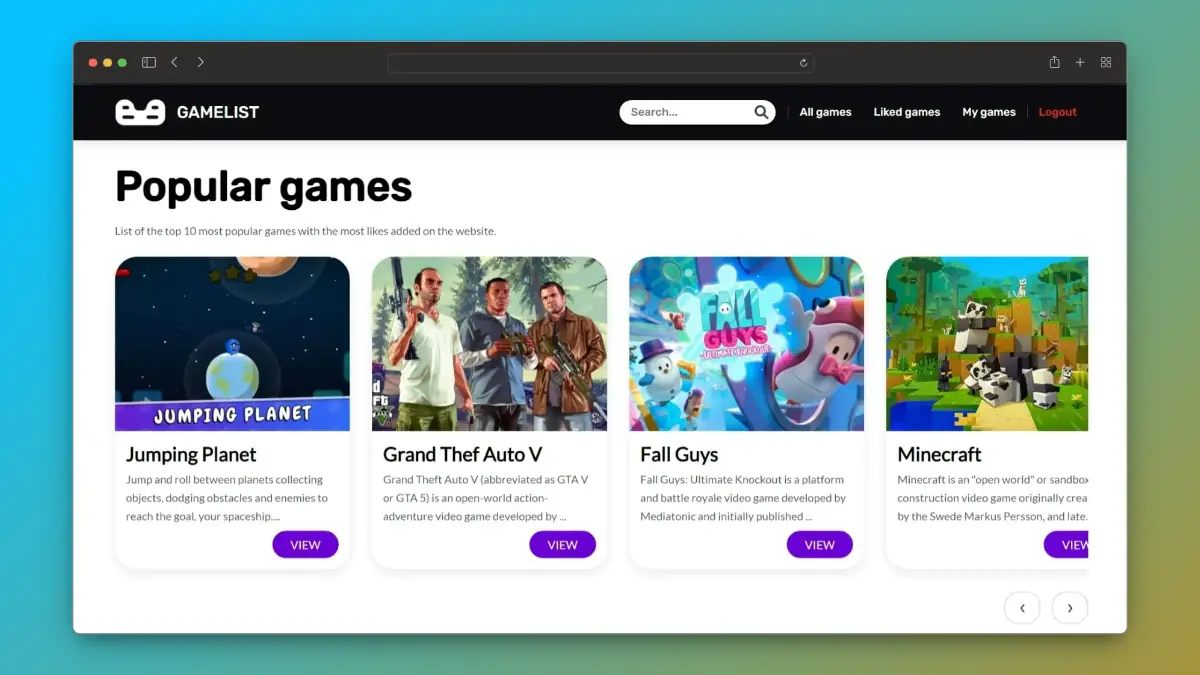 GAMELIST
Search...
All games
Liked games
My games
Logout
Popular games
List of the top 10 most popular games with the most likes added on the website.
JUMPING PLANET
FALL
GUYS
ULTIMATE KNOCKOUT
Jumping Planet
Jump and roll between planets collecting
objects, dodging obstacles and enemies to
reach the goal, your spaceship....
VIEW
Grand Thef Auto V
Grand Theft Auto V (abbreviated as GTA V
or GTA 5) is an open-world action-
adventure video game developed by ...
VIEW
Fall Guys
Fall Guys: Ultimate Knockout is a platform
and battle royale video game developed by
Mediatonic and initially published ...
VIEW
Minecraft
Minecraft is an "open world" or sandbox
construction video game originally crea
by the Swede Markus Persson, and late.
VIEW